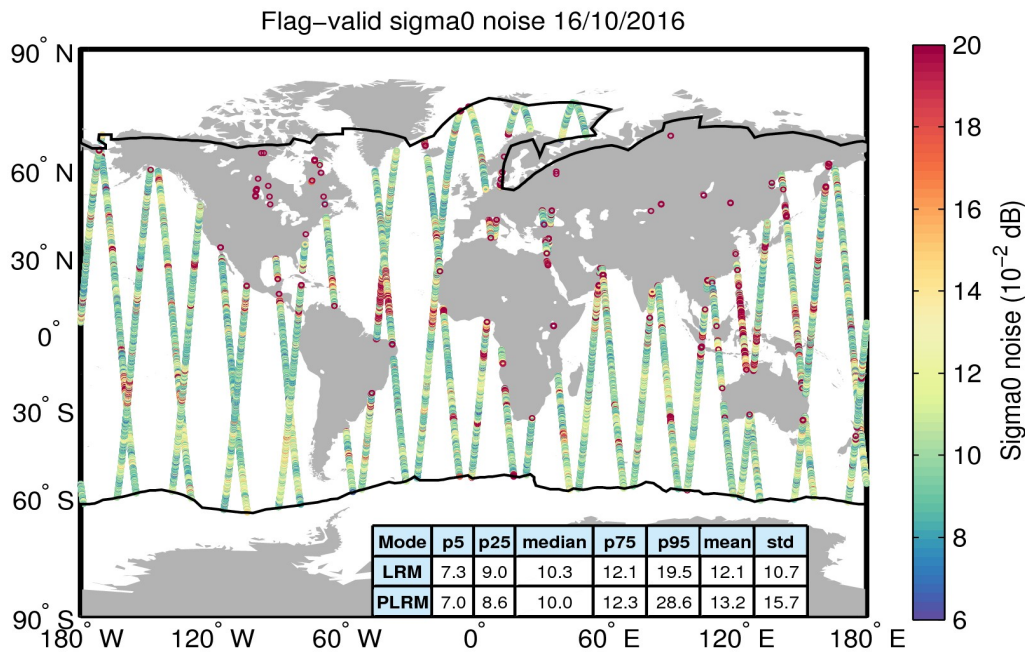 Flag-valid sigma0 noise 16/10/2016
90° N
60° N
30° N
0°
30° S
60° S
90° S
180° W
120° W
60° W
0°
60° E
120° E
180° E
Mode p5 p25 median p75 p95 mean std
LRM 7.3 9.0 10.3 12.1 19.5 12.1 10.7
PLRM 7.0 8.6 10.0 12.3 28.6 13.2 15.7
20
18
16
14
12
10
8
6
Sigma0 noise (10⁻² dB)